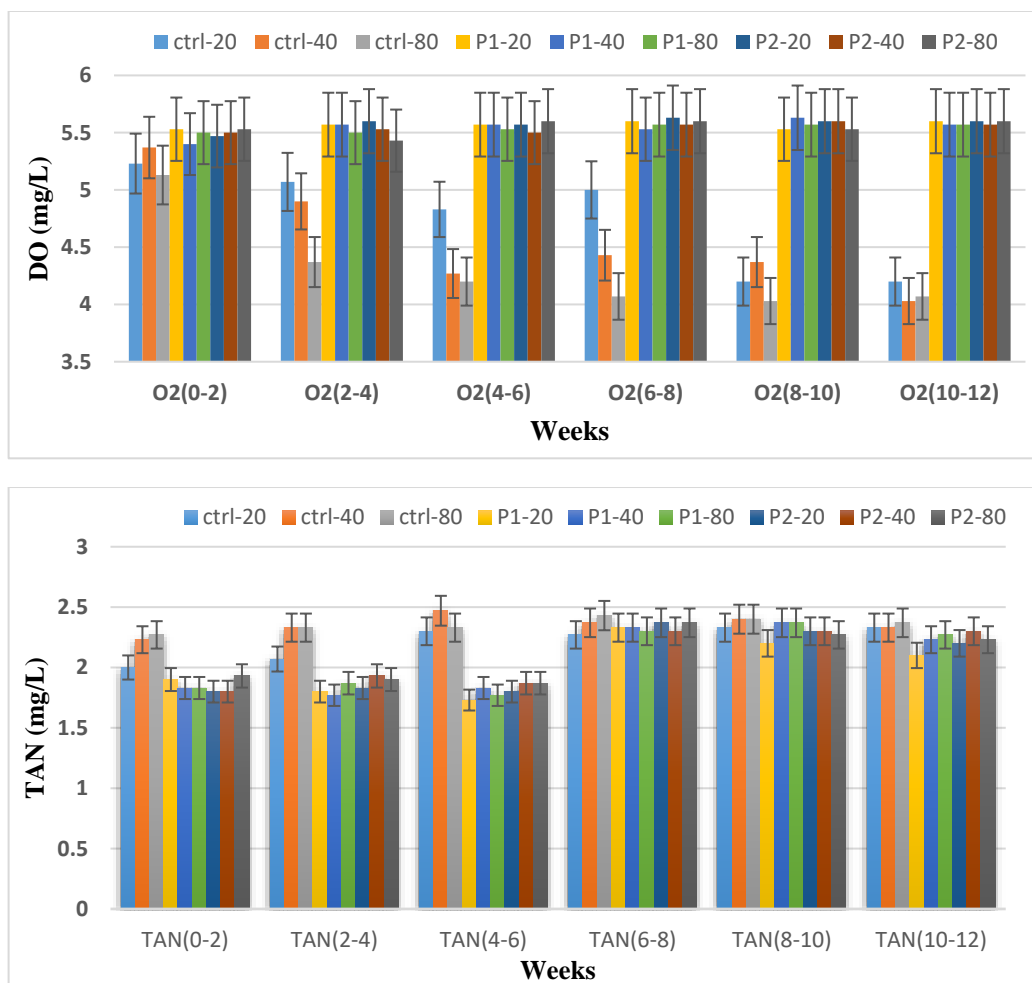 ctrl-20 ctrl-40 ctrl-80 P1-20 P1-40 P1-80 P2-20 P2-40 P2-80
6
5.5
5
4.5
4
3.5
DO (mg/L)
O2(0-2) O2(2-4) O2(4-6) O2(6-8) O2(8-10) O2(10-12)
Weeks
ctrl-20 ctrl-40 ctrl-80 P1-20 P1-40 P1-80 P2-20 P2-40 P2-80
3
2.5
2
1.5
1
0.5
0
TAN (mg/L)
TAN(0-2) TAN(2-4) TAN(4-6) TAN(6-8) TAN(8-10) TAN(10-12)
Weeks